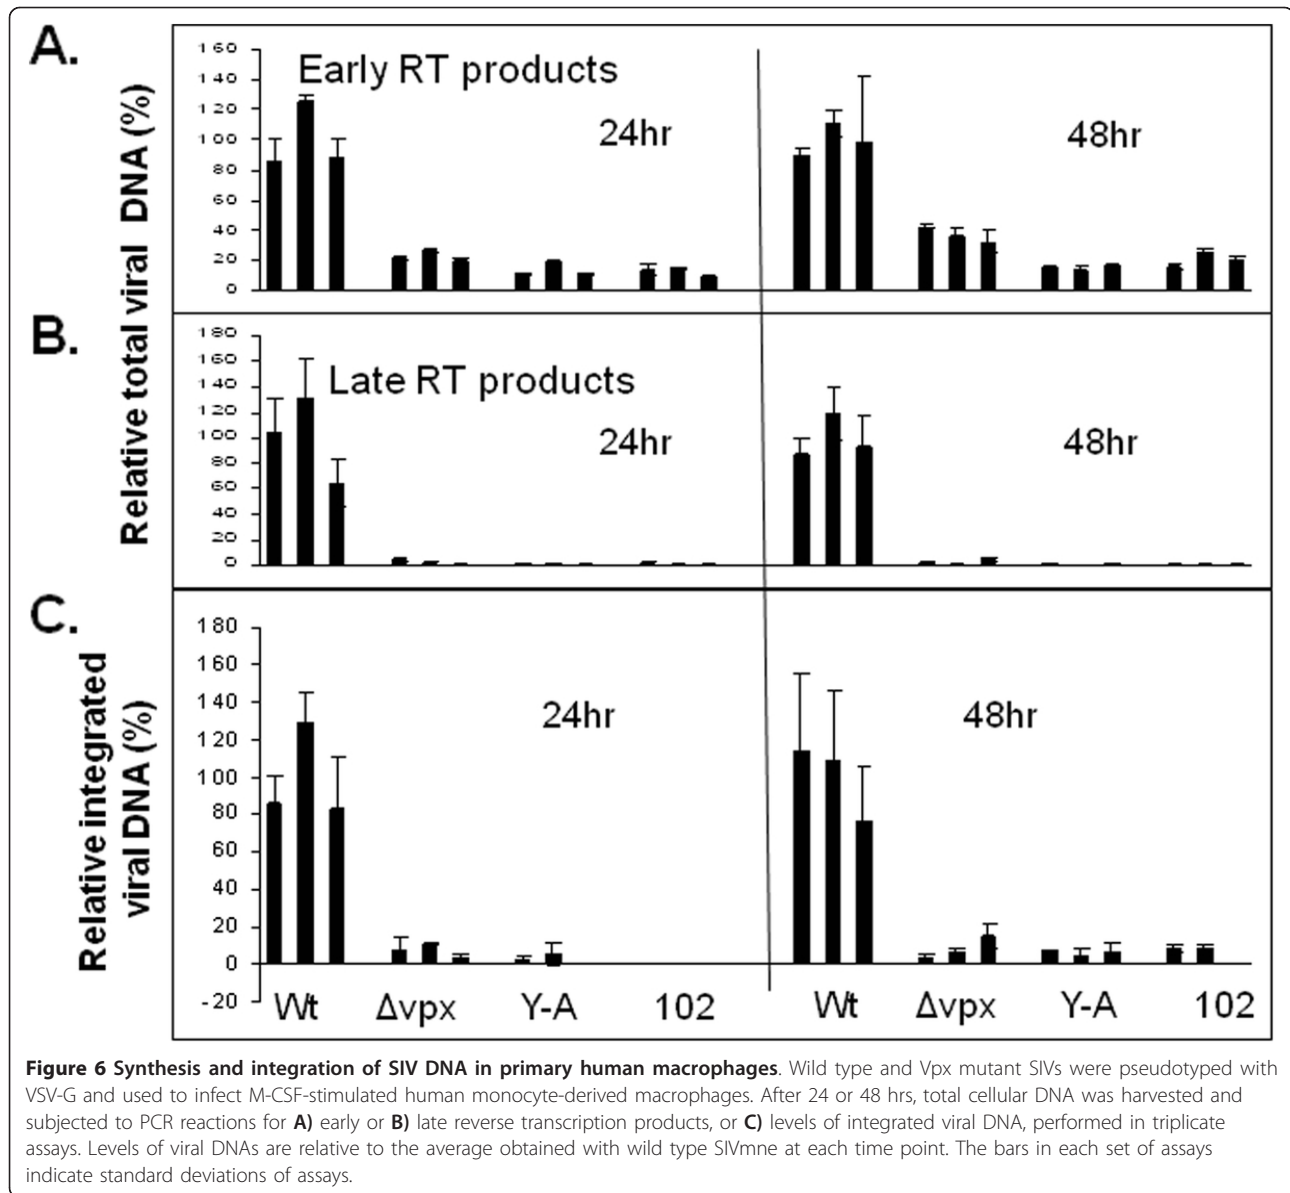 A.
160
140
120
100
80
60
40
20
0
Early RT products
24hr
48hr
Relative total viral DNA (%)
B.
180
160
140
120
100
80
60
40
20
0
Late RT products
24hr
48hr
C.
180
160
140
120
100
80
60
40
20
0
-20
24hr
48hr
Relative integrated
viral DNA (%)
Wt Δvpx Y-A 102 Wt Δvpx Y-A 102
Figure 6 Synthesis and integration of SIV DNA in primary human macrophages. Wild type and Vpx mutant SIVs were pseudotyped with
VSV-G and used to infect M-CSF-stimulated human monocyte-derived macrophages. After 24 or 48 hrs, total cellular DNA was harvested and
subjected to PCR reactions for A) early or B) late reverse transcription products, or C) levels of integrated viral DNA, performed in triplicate
assays. Levels of viral DNAs are relative to the average obtained with wild type SIVmne at each time point. The bars in each set of assays
indicate standard deviations of assays.